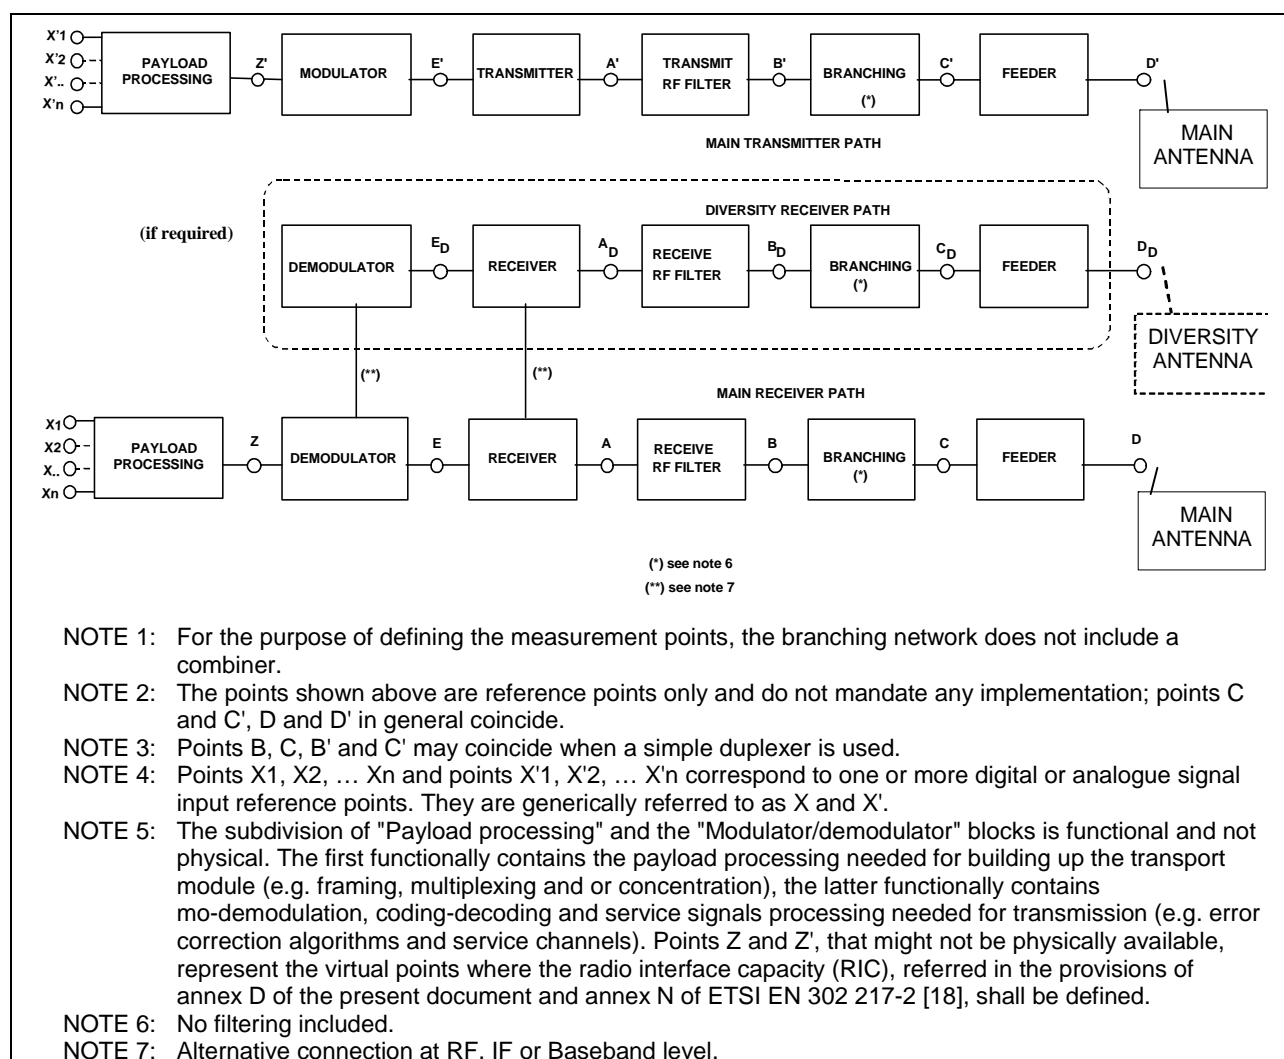 X'1
X'2
X'..
X'n
PAYLOAD
PROCESSING
Z'
MODULATOR
E'
TRANSMITTER
A'
TRANSMIT
RF FILTER
B'
BRANCHING
(*)
C'
FEEDER
D'
MAIN
ANTENNA
MAIN TRANSMITTER PATH
(if required)
DIVERSITY RECEIVER PATH
DEMODULATOR
ED
RECEIVER
AD
RECEIVE
RF FILTER
BD
BRANCHING
(*)
CD
FEEDER
DD
DIVERSITY
ANTENNA
(**)
(**)
MAIN RECEIVER PATH
X1
X2
X..
Xn
PAYLOAD
PROCESSING
Z
DEMODULATOR
E
RECEIVER
A
RECEIVE
RF FILTER
B
BRANCHING
(*)
C
FEEDER
D
MAIN
ANTENNA
(*) see note 6
(**) see note 7
NOTE 1: For the purpose of defining the measurement points, the branching network does not include a
combiner.
NOTE 2: The points shown above are reference points only and do not mandate any implementation; points C
and C', D and D' in general coincide.
NOTE 3: Points B, C, B' and C' may coincide when a simple duplexer is used.
NOTE 4: Points X1, X2, … Xn and points X'1, X'2, … X'n correspond to one or more digital or analogue signal
input reference points. They are generically referred to as X and X'.
NOTE 5: The subdivision of "Payload processing" and the "Modulator/demodulator" blocks is functional and not
physical. The first functionally contains the payload processing needed for building up the transport
module (e.g. framing, multiplexing and or concentration), the latter functionally contains
mo-demodulation, coding-decoding and service signals processing needed for transmission (e.g. error
correction algorithms and service channels). Points Z and Z', that might not be physically available,
represent the virtual points where the radio interface capacity (RIC), referred in the provisions of
annex D of the present document and annex N of ETSI EN 302 217-2 [18], shall be defined.
NOTE 6: No filtering included.
NOTE 7: Alternative connection at RF, IF or Baseband level.